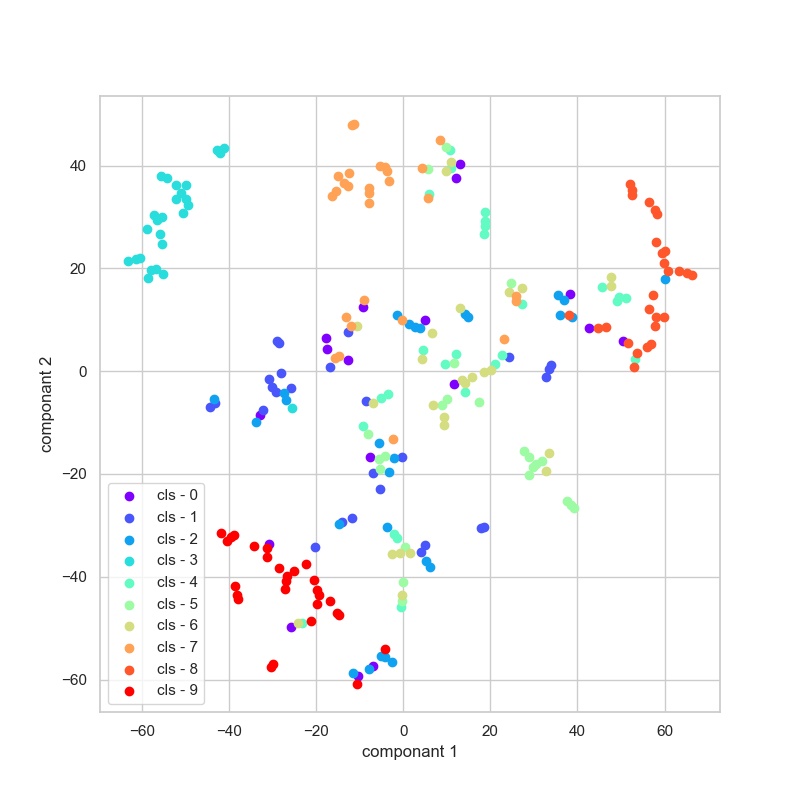 40
20
0
−20
−40
−60
componant 2
cls - 0
cls - 1
cls - 2
cls - 3
cls - 4
cls - 5
cls - 6
cls - 7
cls - 8
cls - 9
−60 −40 −20 0 20 40 60
componant 1